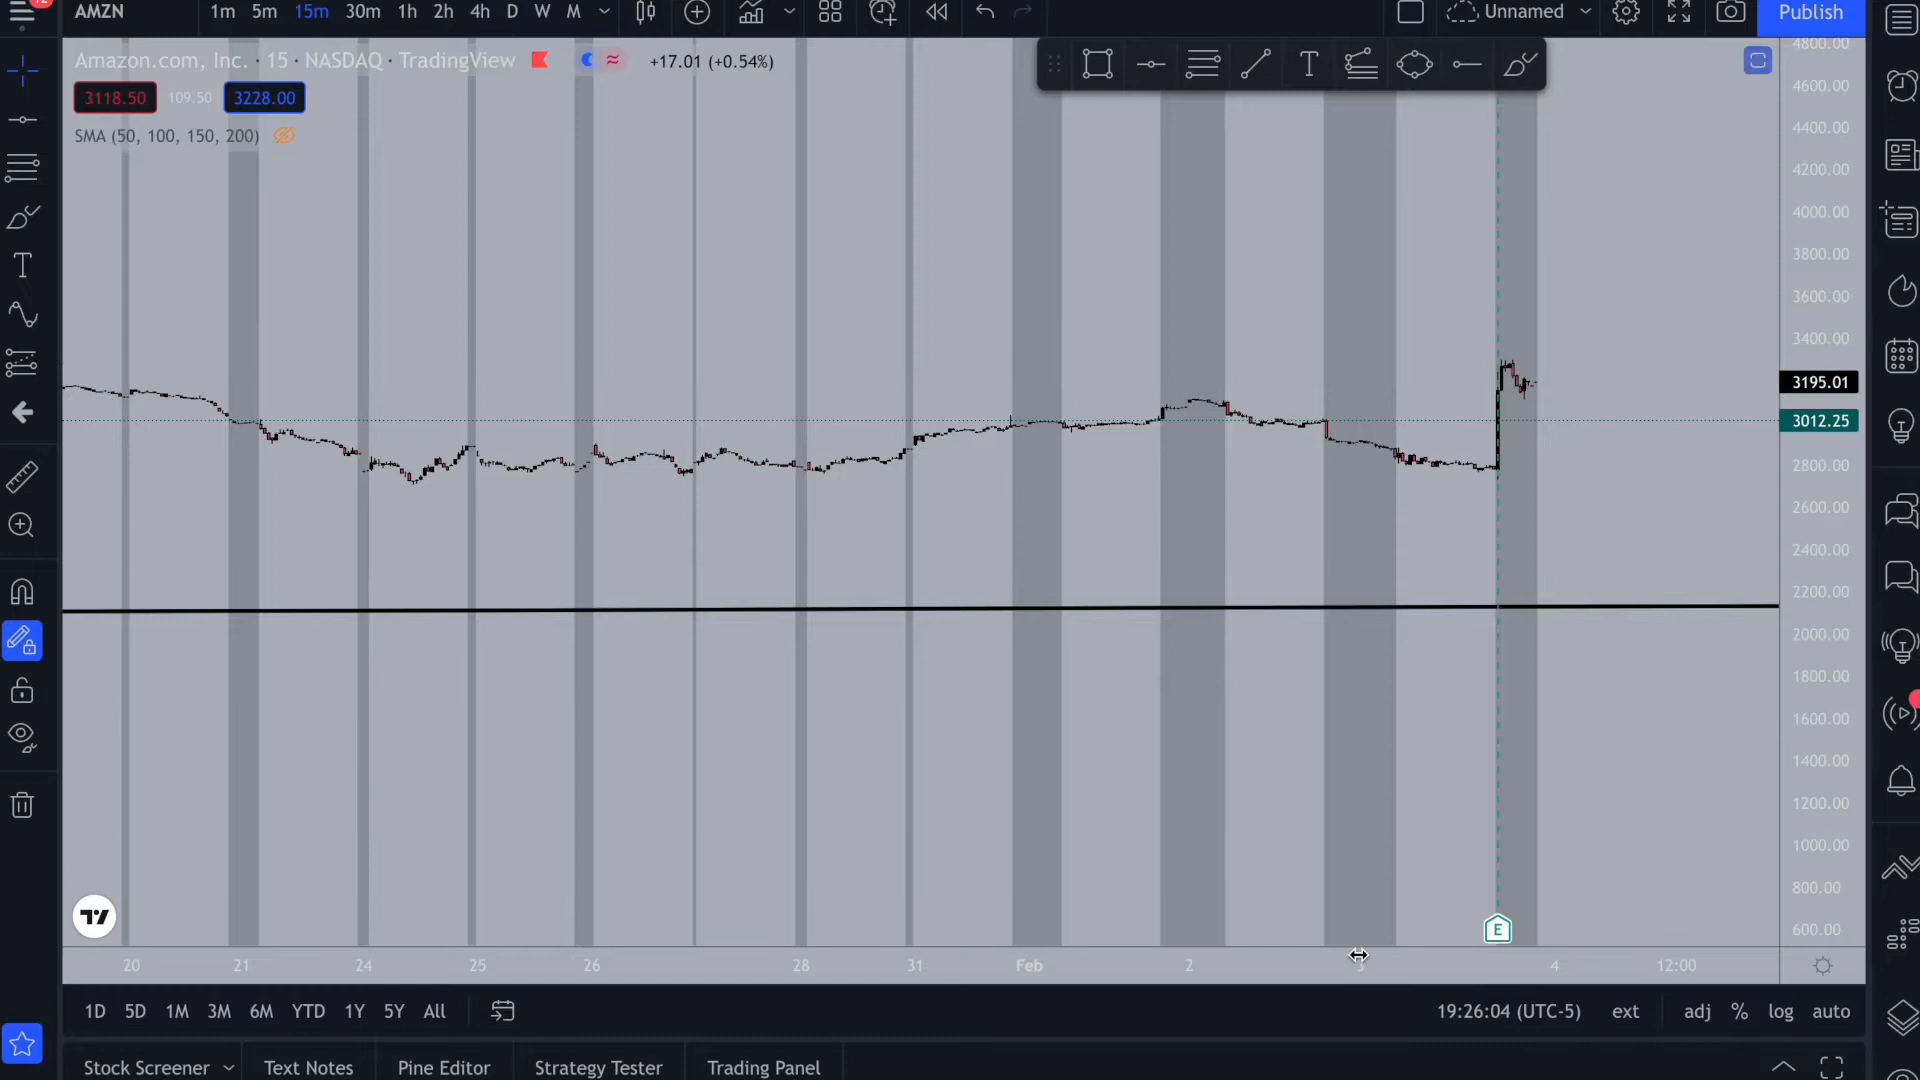 12
AMZN 1m 5m 15m 30m 1h 2h 4h D W M Unnamed Publish
Amazon.com, Inc. · 15 · NASDAQ · TradingView +17.01 (+0.54%)
3118.50 109.50 3228.00
SMA (50, 100, 150, 200)
4800.00
4600.00
4400.00
4200.00
4000.00
3800.00
3600.00
3400.00
3195.01
3012.25
2800.00
2600.00
2400.00
2200.00
2000.00
1800.00
1600.00
1400.00
1200.00
1000.00
800.00
600.00
E
20 21 24 25 26 28 31 Feb 2 3 4 12:00
1D 5D 1M 3M 6M YTD 1Y 5Y All 19:26:04 (UTC-5) ext adj % log auto
Stock Screener Text Notes Pine Editor Strategy Tester Trading Panel